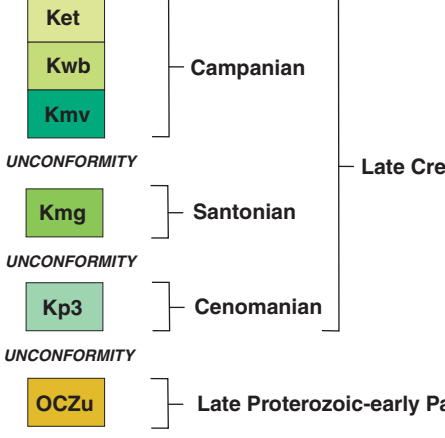 Ket
Kwb
Campanian
Kmv
UNCONFORMITY
Late Cre
Kmg
Santonian
UNCONFORMITY
Kp3
Cenomanian
UNCONFORMITY
OCZu
Late Proterozoic-early Pa